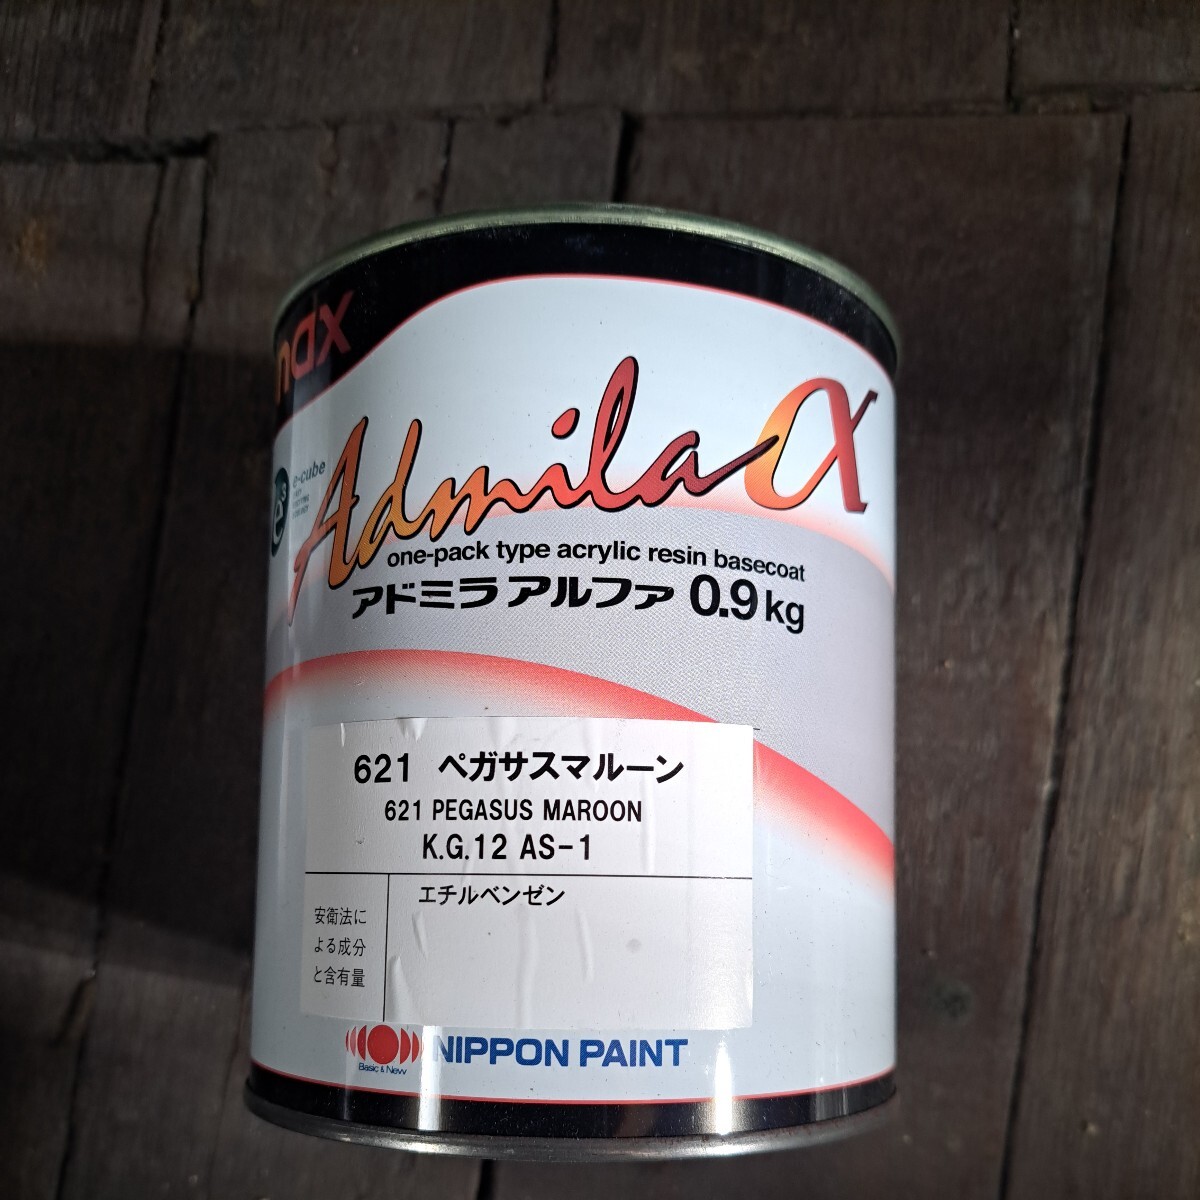 max
e-cube
Admila α
one-pack type acrylic resin basecoat
アドミラ アルファ 0.9kg
621 ペガサスマルーン
621 PEGASUS MAROON
K.G.12 AS-1
エチルベンゼン
安衛法に
よる成分
と含有量
NIPPON PAINT
Basic & New